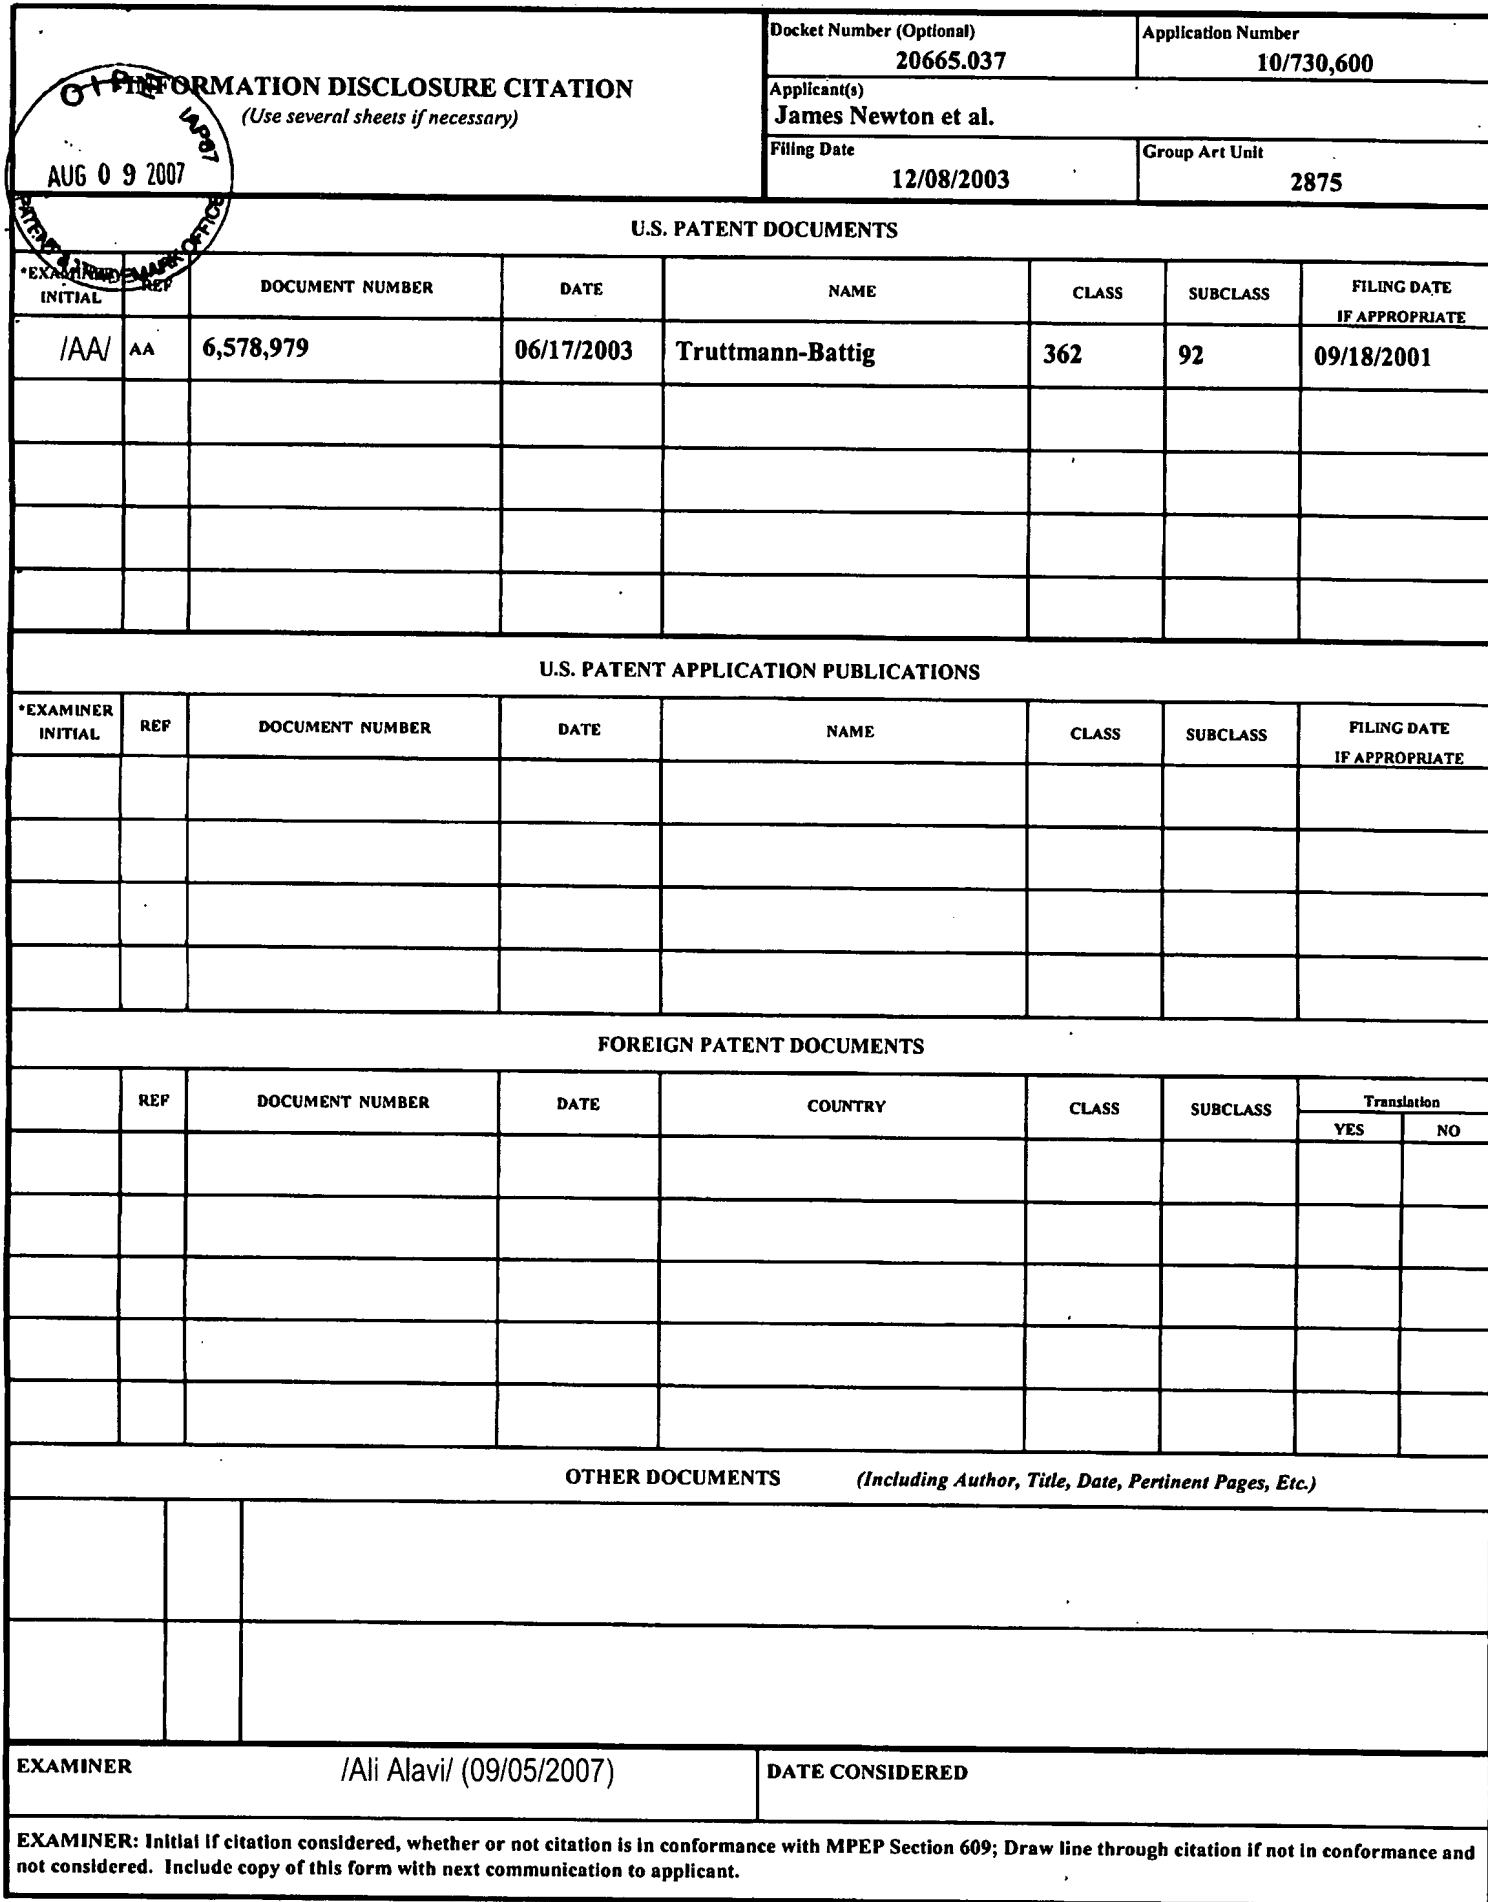 INFORMATION DISCLOSURE CITATION
(Use several sheets if necessary)
Docket Number (Optional)
20665.037
Application Number
10/730,600
Applicant(s)
James Newton et al.
Filing Date
12/08/2003
Group Art Unit
2875
OIPE IAP87
AUG 09 2007
PATENT & TRADEMARK OFFICE
U.S. PATENT DOCUMENTS
*EXAMINER INITIAL REF DOCUMENT NUMBER DATE NAME CLASS SUBCLASS FILING DATE IF APPROPRIATE
/AA/ AA 6,578,979 06/17/2003 Truttmann-Battig 362 92 09/18/2001
U.S. PATENT APPLICATION PUBLICATIONS
*EXAMINER INITIAL REF DOCUMENT NUMBER DATE NAME CLASS SUBCLASS FILING DATE IF APPROPRIATE
FOREIGN PATENT DOCUMENTS
REF DOCUMENT NUMBER DATE COUNTRY CLASS SUBCLASS Translation
YES NO
OTHER DOCUMENTS (Including Author, Title, Date, Pertinent Pages, Etc.)
EXAMINER /Ali Alavi/ (09/05/2007) DATE CONSIDERED
EXAMINER: Initial if citation considered, whether or not citation is in conformance with MPEP Section 609; Draw line through citation if not in conformance and
not considered. Include copy of this form with next communication to applicant.